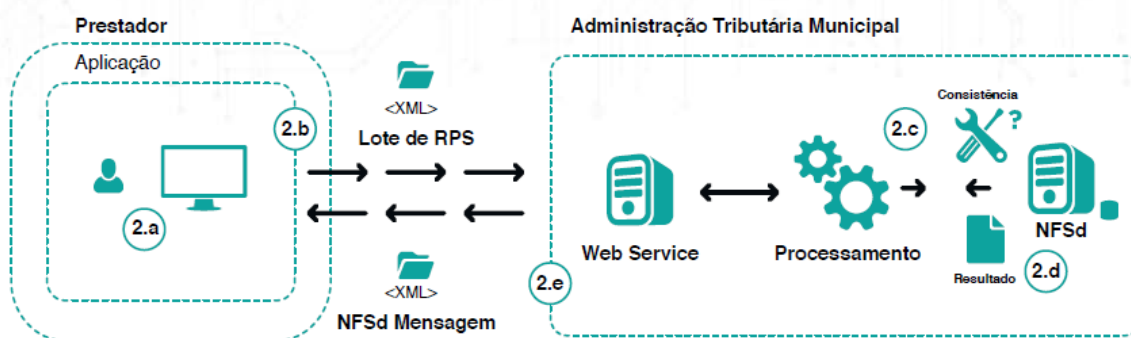 Prestador
Administração Tributária Municipal
Aplicação
<XML>
Lote de RPS
2.b
Consistência
?
2.c
2.a
Web Service
Processamento
NFSd
Resultado
2.d
2.e
<XML>
NFSd Mensagem